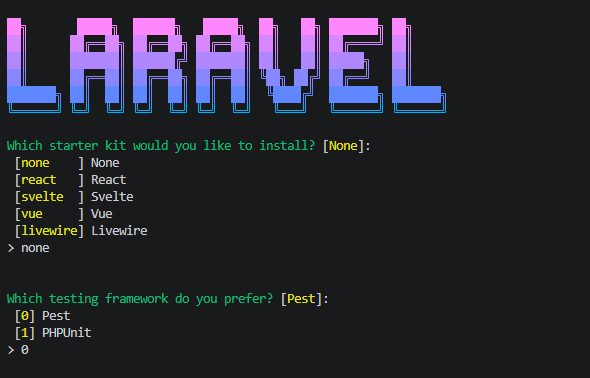 LARAVEL
Which starter kit would you like to install? [None]:
[none    ] None
[react   ] React
[svelte  ] Svelte
[vue     ] Vue
[livewire] Livewire
> none
Which testing framework do you prefer? [Pest]:
[0] Pest
[1] PHPUnit
> 0